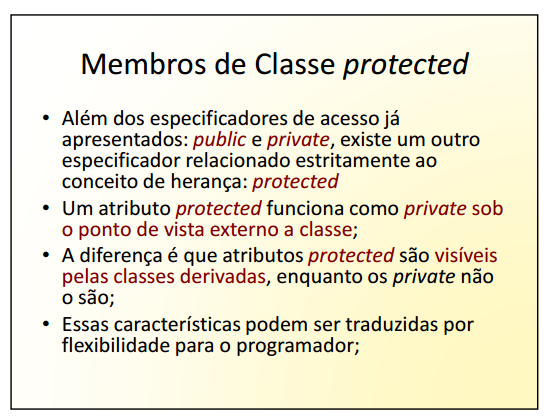 Membros de Classe protected
• Além dos especificadores de acesso já
apresentados: public e private, existe um outro
especificador relacionado estritamente ao
conceito de herança: protected
• Um atributo protected funciona como private sob
o ponto de vista externo a classe;
• A diferença é que atributos protected são visíveis
pelas classes derivadas, enquanto os private não
o são;
• Essas características podem ser traduzidas por
flexibilidade para o programador;